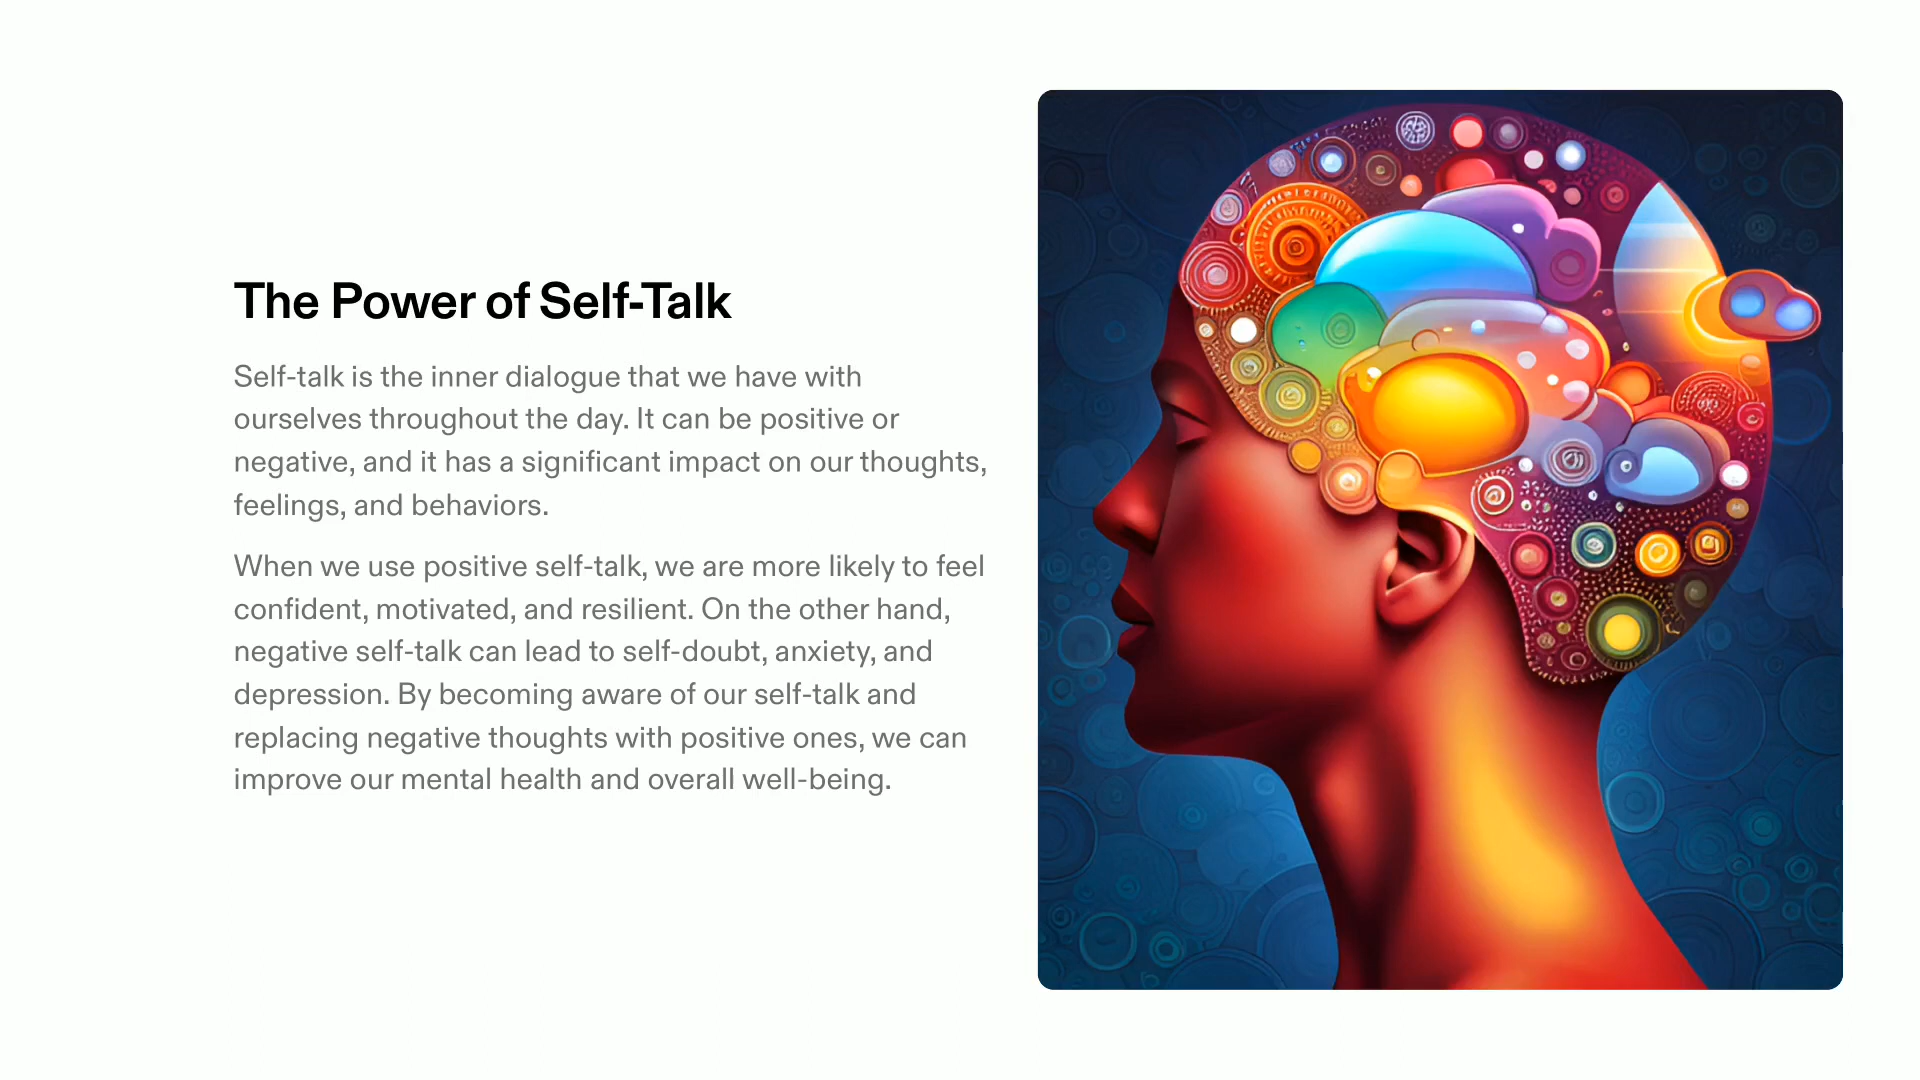 The Power of Self-Talk
Self-talk is the inner dialogue that we have with
ourselves throughout the day. It can be positive or
negative, and it has a significant impact on our thoughts,
feelings, and behaviors.
When we use positive self-talk, we are more likely to feel
confident, motivated, and resilient. On the other hand,
negative self-talk can lead to self-doubt, anxiety, and
depression. By becoming aware of our self-talk and
replacing negative thoughts with positive ones, we can
improve our mental health and overall well-being.